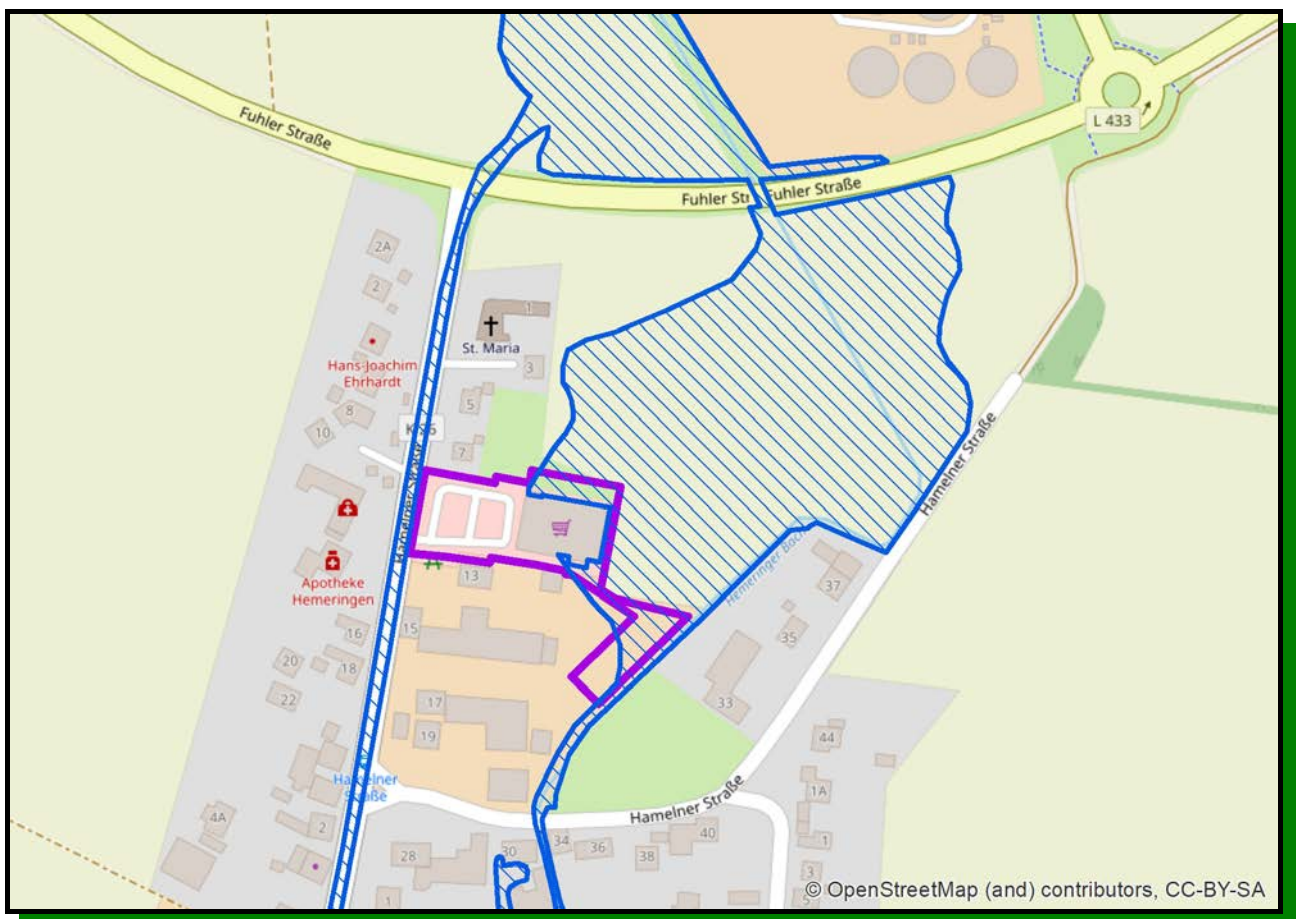 Fuhler Straße
L 433
Fuhler Str
Fuhler Straße
2A
2
1
St. Maria
3
Hans-Joachim
Ehrhardt
8
5
10
7
Hamelner Straße
Hamelner Straße
13
Apotheke
Hemeringen
Hemeringer Bach
37
16
15
35
20
18
22
17
33
19
44
Hamelner
Straße
1A
4A
2
Hamelner Straße
40
1
28
30
34
36
38
3
1
5
© OpenStreetMap (and) contributors, CC-BY-SA